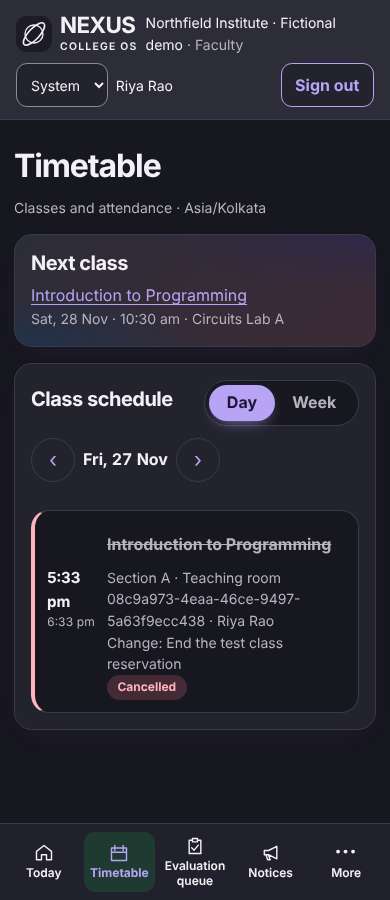 NEXUS
COLLEGE OS
Northfield Institute · Fictional
demo · Faculty
System
Riya Rao
Sign out
Timetable
Classes and attendance · Asia/Kolkata
Next class
Introduction to Programming
Sat, 28 Nov · 10:30 am · Circuits Lab A
Class schedule
Day
Week
‹
Fri, 27 Nov
›
5:33
pm
6:33 pm
Introduction to Programming
Section A · Teaching room
08c9a973-4eaa-46ce-9497-
5a63f9ecc438 · Riya Rao
Change: End the test class
reservation
Cancelled
Today
Timetable
Evaluation
queue
Notices
More